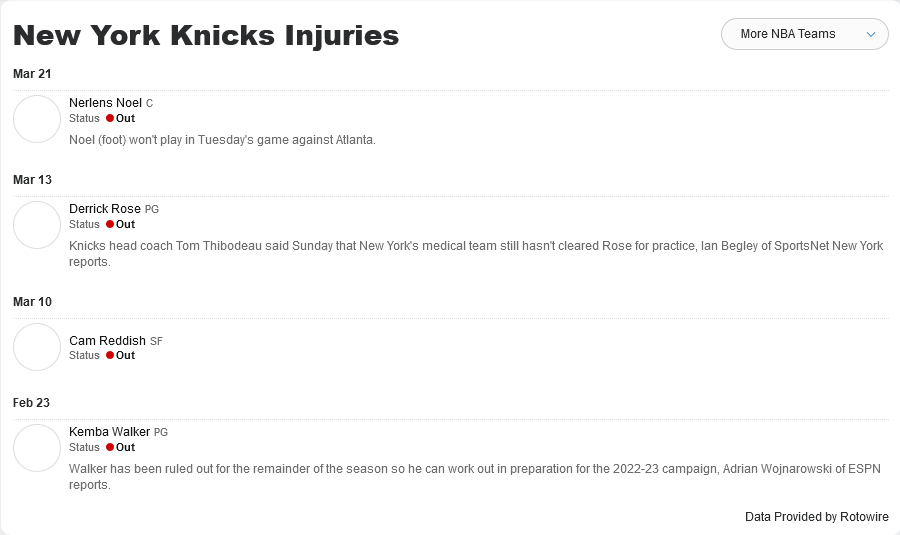 New York Knicks Injuries
More NBA Teams
Mar 21
Nerlens Noel C
Status Out
Noel (foot) won't play in Tuesday's game against Atlanta.
Mar 13
Derrick Rose PG
Status Out
Knicks head coach Tom Thibodeau said Sunday that New York's medical team still hasn't cleared Rose for practice, Ian Begley of SportsNet New York
reports.
Mar 10
Cam Reddish SF
Status Out
Feb 23
Kemba Walker PG
Status Out
Walker has been ruled out for the remainder of the season so he can work out in preparation for the 2022-23 campaign, Adrian Wojnarowski of ESPN
reports.
Data Provided by Rotowire